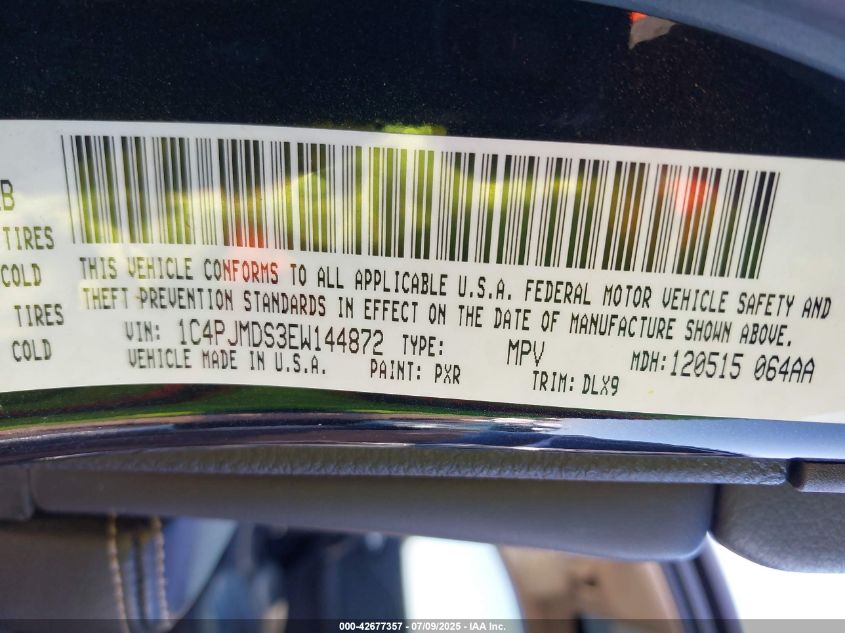 B
TIRES
COLD
TIRES
COLD
THIS VEHICLE CONFORMS TO ALL APPLICABLE U.S.A. FEDERAL MOTOR VEHICLE SAFETY AND
THEFT PREVENTION STANDARDS IN EFFECT ON THE DATE OF MANUFACTURE SHOWN ABOVE.
VIN: 1C4PJMDS3EW144872 TYPE: MPV MDH: 120515 064AA
VEHICLE MADE IN U.S.A. PAINT: PXR TRIM: DLX9
000-42677357 / 07/09/2025 - IAA Inc.